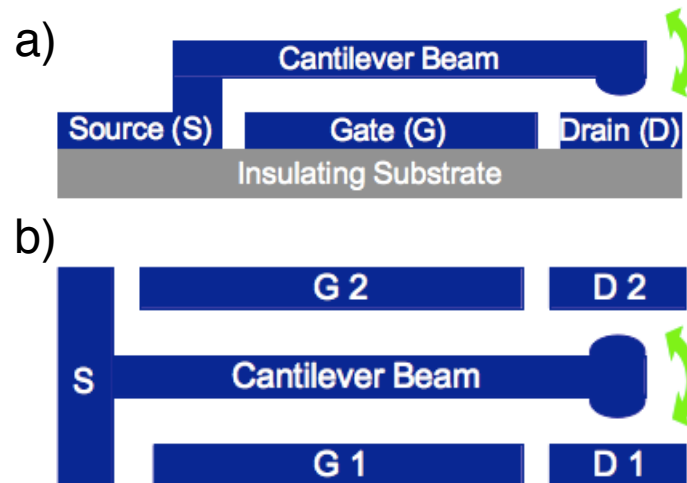 a)
Cantilever Beam
Source (S) Gate (G) Drain (D)
Insulating Substrate
b)
G 2 D 2
S Cantilever Beam
G 1 D 1